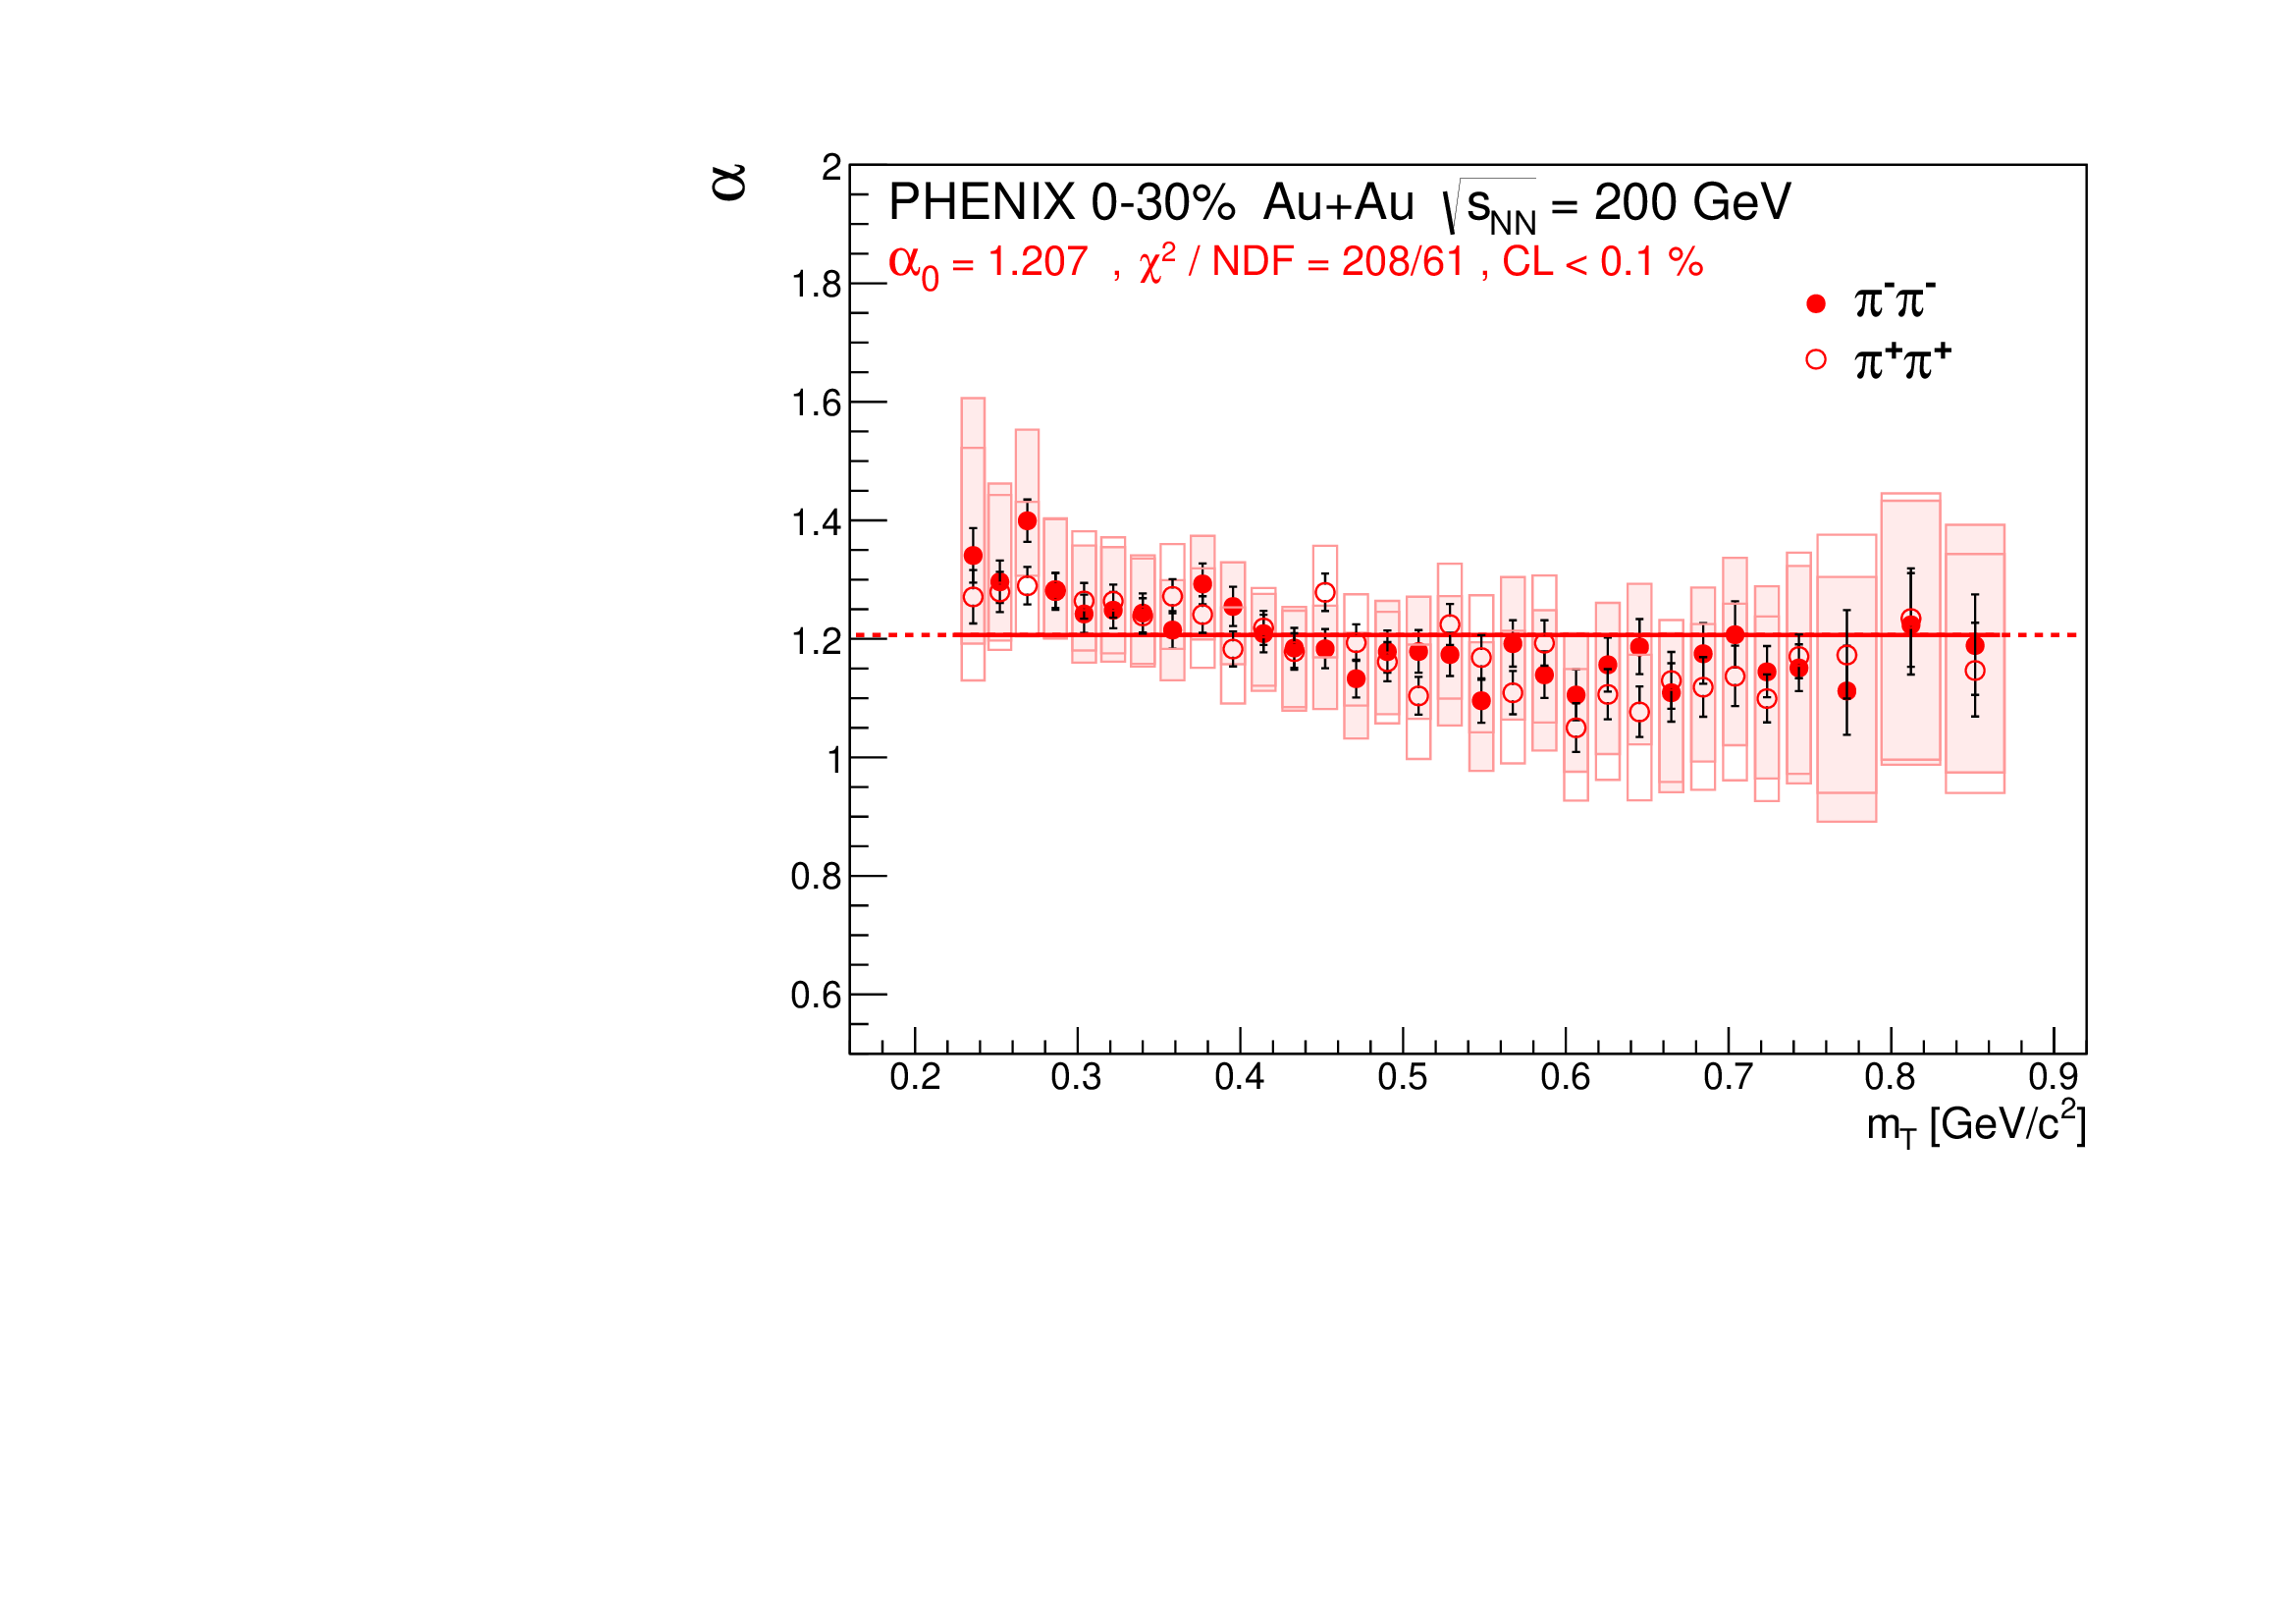 α
PHENIX 0-30% Au+Au √sNN = 200 GeV
α0 = 1.207 , χ² / NDF = 208/61 , CL < 0.1 %
π⁻π⁻
π⁺π⁺
2
1.8
1.6
1.4
1.2
1
0.8
0.6
0.2 0.3 0.4 0.5 0.6 0.7 0.8 0.9
mT [GeV/c²]